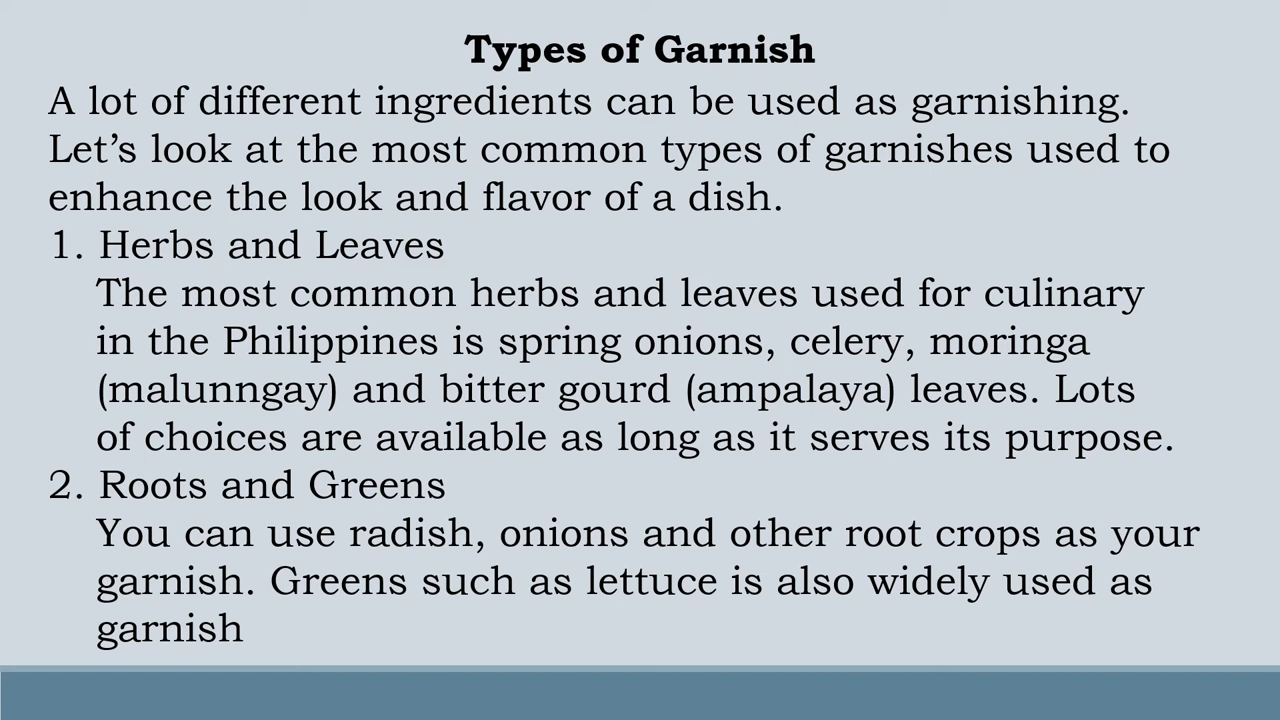 Types of Garnish
A lot of different ingredients can be used as garnishing.
Let’s look at the most common types of garnishes used to
enhance the look and flavor of a dish.
1. Herbs and Leaves
The most common herbs and leaves used for culinary
in the Philippines is spring onions, celery, moringa
(malunngay) and bitter gourd (ampalaya) leaves. Lots
of choices are available as long as it serves its purpose.
2. Roots and Greens
You can use radish, onions and other root crops as your
garnish. Greens such as lettuce is also widely used as
garnish